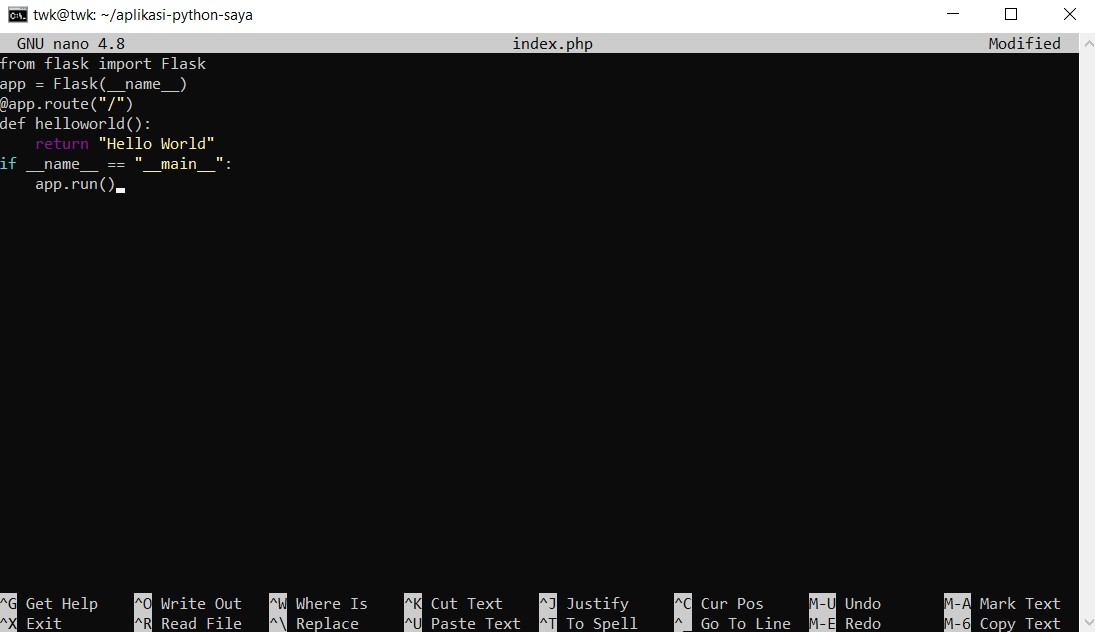 twk@twk: ~/aplikasi-python-saya
GNU nano 4.8 index.php Modified
from flask import Flask
app = Flask(__name__)
@app.route("/")
def helloworld():
    return "Hello World"
if __name__ == "__main__":
    app.run()
^G Get Help ^O Write Out ^W Where Is ^K Cut Text ^J Justify ^C Cur Pos M-U Undo M-A Mark Text
^X Exit ^R Read File ^\ Replace ^U Paste Text ^T To Spell ^_ Go To Line M-E Redo M-6 Copy Text